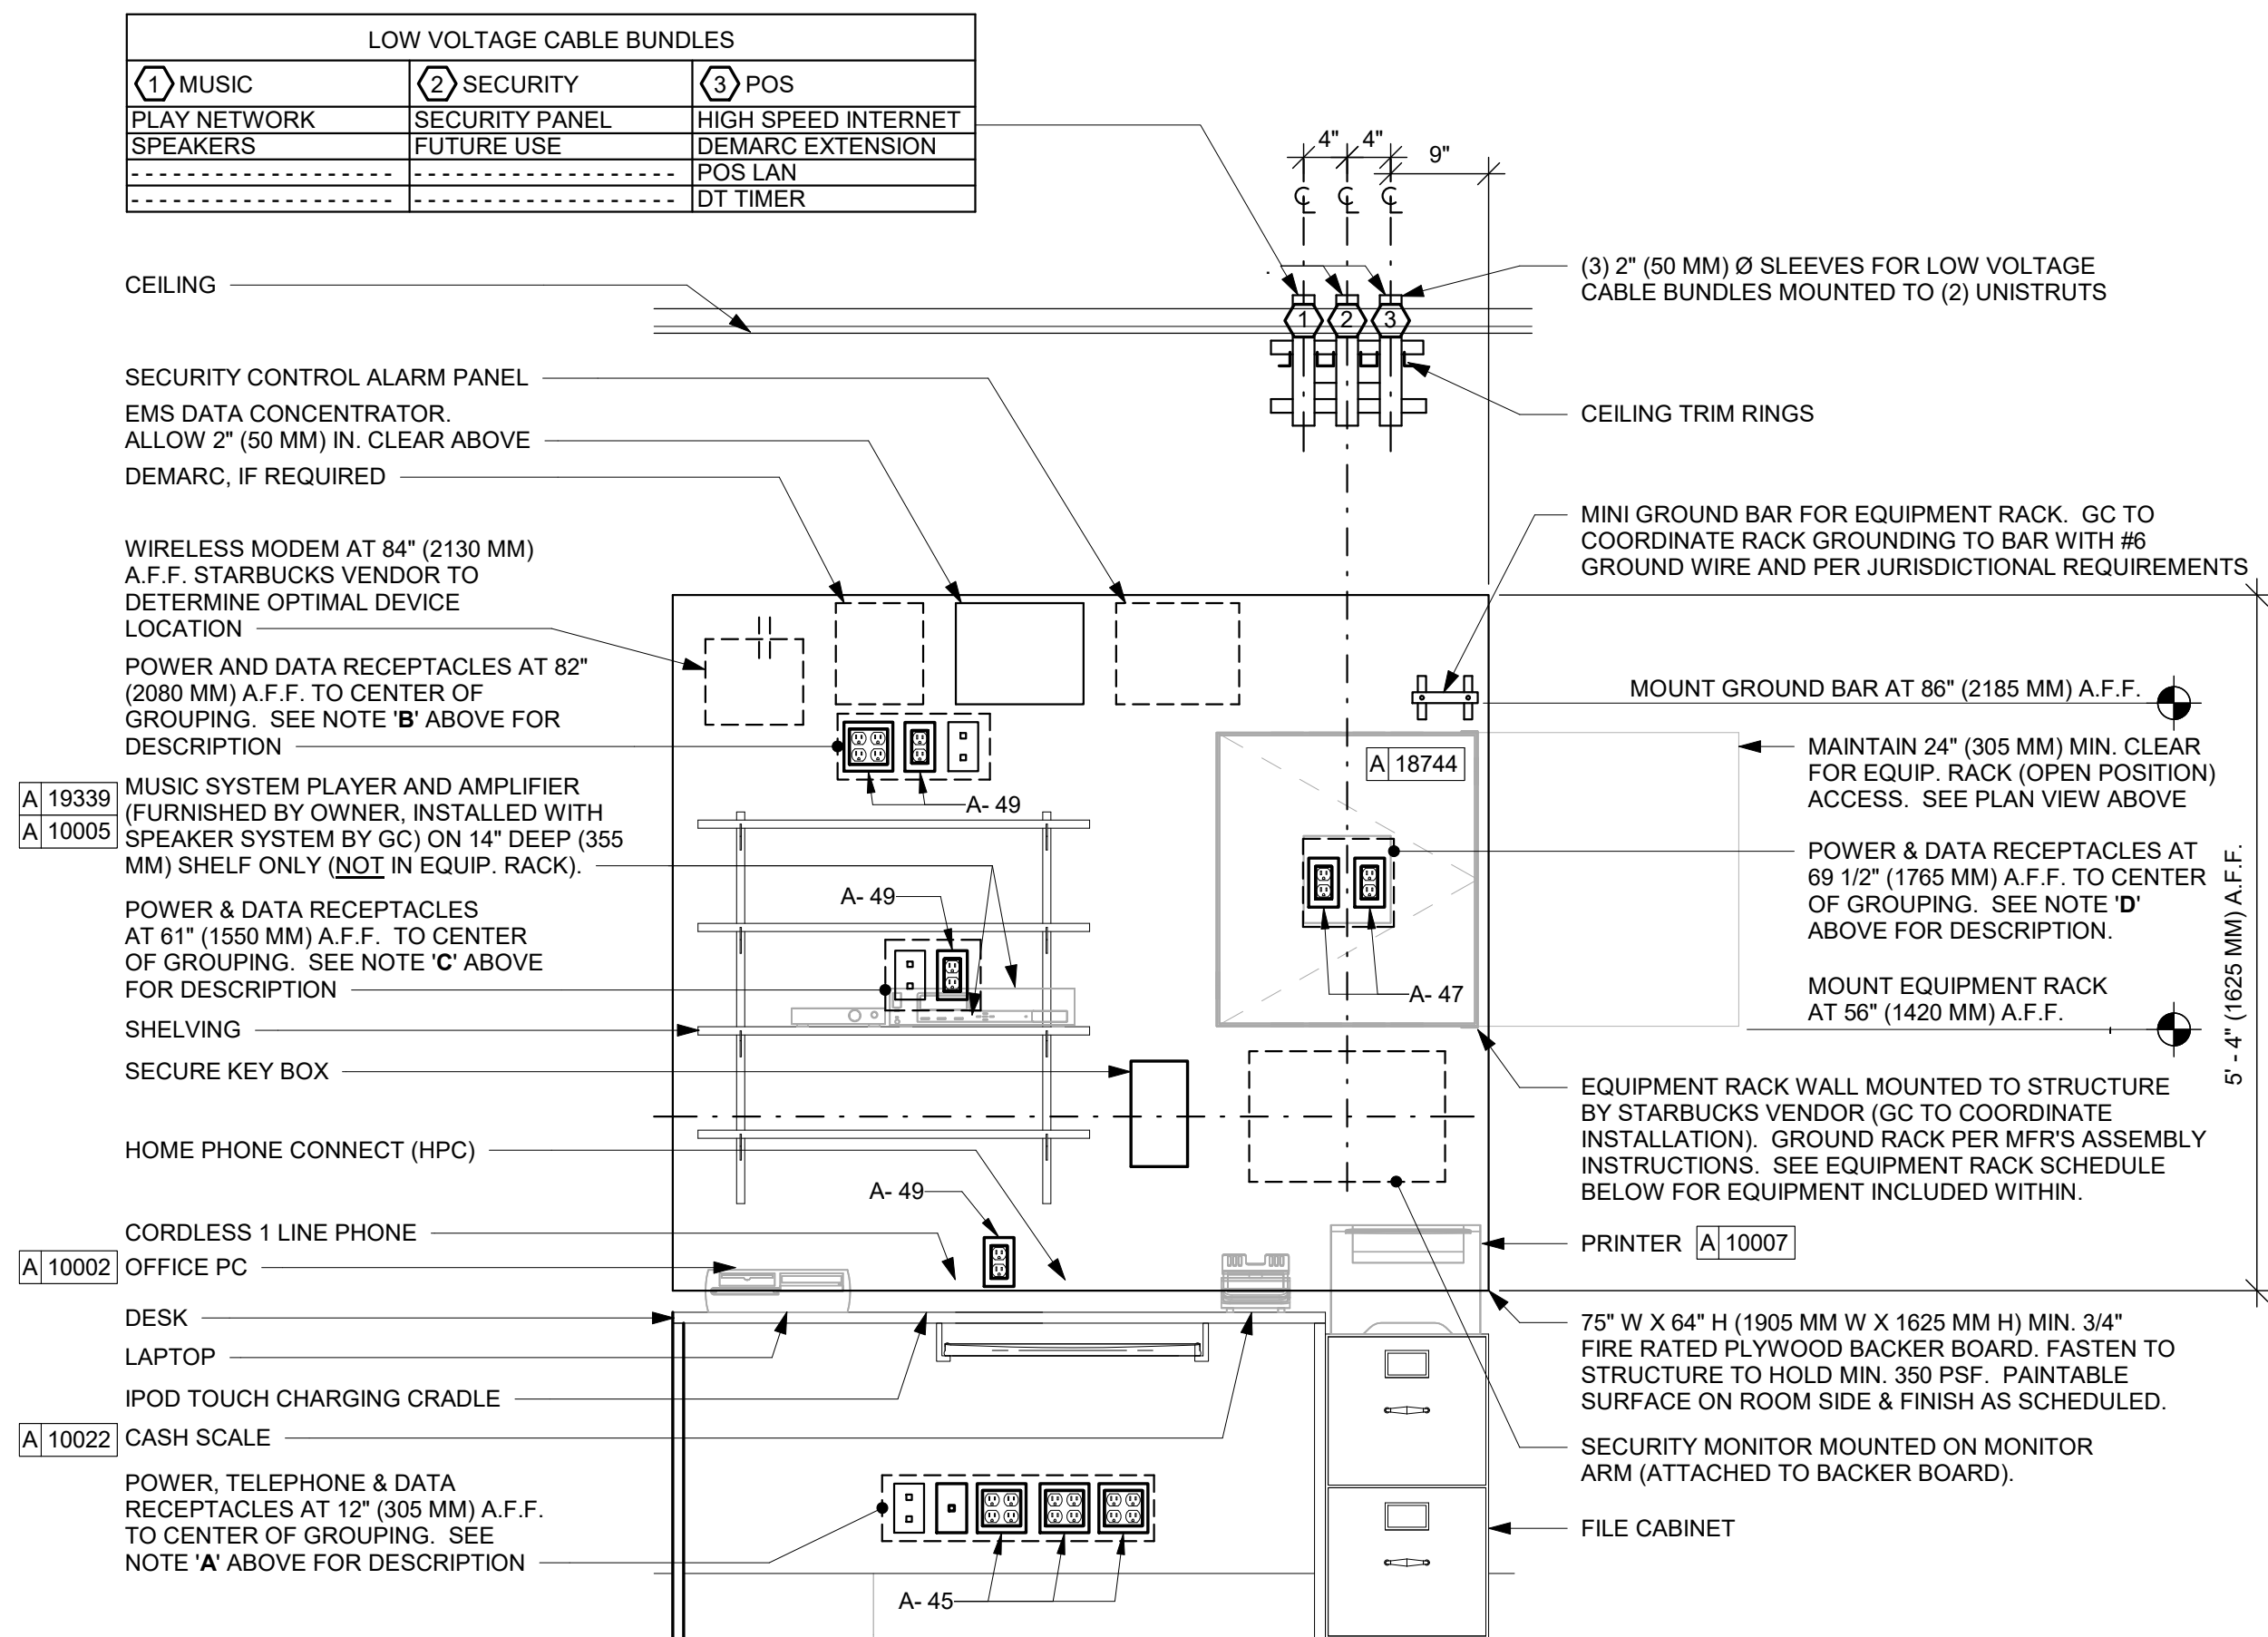 LOW VOLTAGE CABLE BUNDLES
1 MUSIC
2 SECURITY
3 POS
PLAY NETWORK
SECURITY PANEL
HIGH SPEED INTERNET
SPEAKERS
FUTURE USE
DEMARC EXTENSION
POS LAN
DT TIMER
4"
4"
9"
CL
CL
CL
1
2
3
CEILING
SECURITY CONTROL ALARM PANEL
EMS DATA CONCENTRATOR.
ALLOW 2" (50 MM) IN. CLEAR ABOVE
DEMARC, IF REQUIRED
WIRELESS MODEM AT 84" (2130 MM)
A.F.F. STARBUCKS VENDOR TO
DETERMINE OPTIMAL DEVICE
LOCATION
POWER AND DATA RECEPTACLES AT 82"
(2080 MM) A.F.F. TO CENTER OF
GROUPING. SEE NOTE 'B' ABOVE FOR
DESCRIPTION
A 19339
A 10005
MUSIC SYSTEM PLAYER AND AMPLIFIER
(FURNISHED BY OWNER, INSTALLED WITH
SPEAKER SYSTEM BY GC) ON 14" DEEP (355
MM) SHELF ONLY (NOT IN EQUIP. RACK).
POWER & DATA RECEPTACLES
AT 61" (1550 MM) A.F.F. TO CENTER
OF GROUPING. SEE NOTE 'C' ABOVE
FOR DESCRIPTION
SHELVING
SECURE KEY BOX
HOME PHONE CONNECT (HPC)
CORDLESS 1 LINE PHONE
A 10002
OFFICE PC
DESK
LAPTOP
IPOD TOUCH CHARGING CRADLE
A 10022
CASH SCALE
POWER, TELEPHONE & DATA
RECEPTACLES AT 12" (305 MM) A.F.F.
TO CENTER OF GROUPING. SEE
NOTE 'A' ABOVE FOR DESCRIPTION
A- 49
A- 49
A- 49
A- 45
A 18744
A- 47
(3) 2" (50 MM) Ø SLEEVES FOR LOW VOLTAGE
CABLE BUNDLES MOUNTED TO (2) UNISTRUTS
CEILING TRIM RINGS
MINI GROUND BAR FOR EQUIPMENT RACK. GC TO
COORDINATE RACK GROUNDING TO BAR WITH #6
GROUND WIRE AND PER JURISDICTIONAL REQUIREMENTS
MOUNT GROUND BAR AT 86" (2185 MM) A.F.F.
MAINTAIN 24" (305 MM) MIN. CLEAR
FOR EQUIP. RACK (OPEN POSITION)
ACCESS. SEE PLAN VIEW ABOVE
POWER & DATA RECEPTACLES AT
69 1/2" (1765 MM) A.F.F. TO CENTER
OF GROUPING. SEE NOTE 'D'
ABOVE FOR DESCRIPTION.
MOUNT EQUIPMENT RACK
AT 56" (1420 MM) A.F.F.
5' - 4" (1625 MM) A.F.F.
EQUIPMENT RACK WALL MOUNTED TO STRUCTURE
BY STARBUCKS VENDOR (GC TO COORDINATE
INSTALLATION). GROUND RACK PER MFR'S ASSEMBLY
INSTRUCTIONS. SEE EQUIPMENT RACK SCHEDULE
BELOW FOR EQUIPMENT INCLUDED WITHIN.
PRINTER A 10007
75" W X 64" H (1905 MM W X 1625 MM H) MIN. 3/4"
FIRE RATED PLYWOOD BACKER BOARD. FASTEN TO
STRUCTURE TO HOLD MIN. 350 PSF. PAINTABLE
SURFACE ON ROOM SIDE & FINISH AS SCHEDULED.
SECURITY MONITOR MOUNTED ON MONITOR
ARM (ATTACHED TO BACKER BOARD).
FILE CABINET